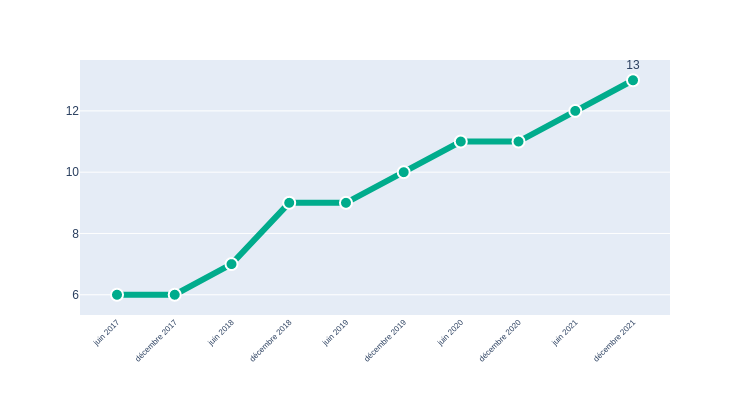 13
12
10
8
6
juin 2017
décembre 2017
juin 2018
décembre 2018
juin 2019
décembre 2019
juin 2020
décembre 2020
juin 2021
décembre 2021